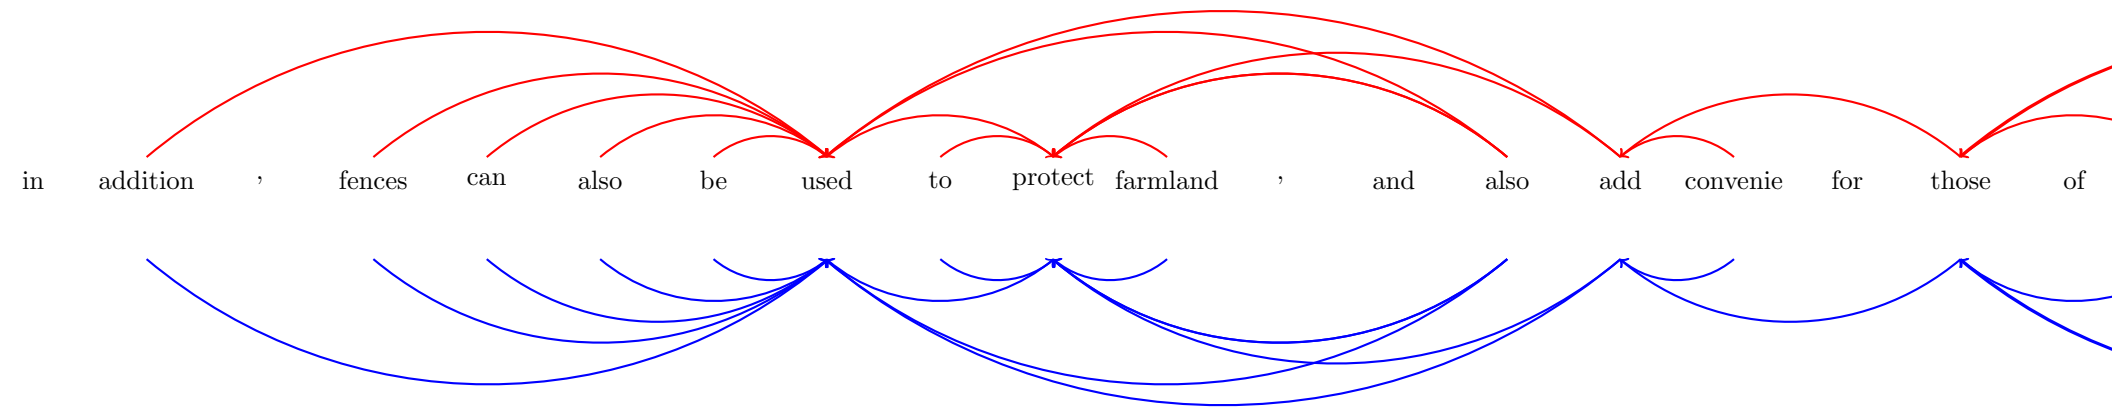 in addition , fences can also be used to protect farmland , and also add convenie for those of